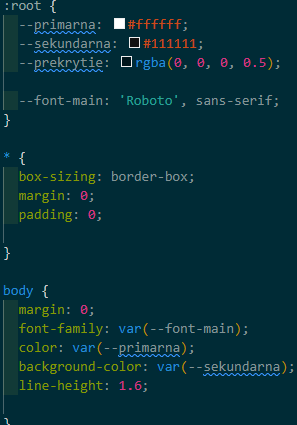 :root {
--primarna: #ffffff;
--sekundarna: #111111;
--prekrytie: rgba(0, 0, 0, 0.5);
--font-main: 'Roboto', sans-serif;
}
* {
box-sizing: border-box;
margin: 0;
padding: 0;
}
body {
margin: 0;
font-family: var(--font-main);
color: var(--primarna);
background-color: var(--sekundarna);
line-height: 1.6;
}